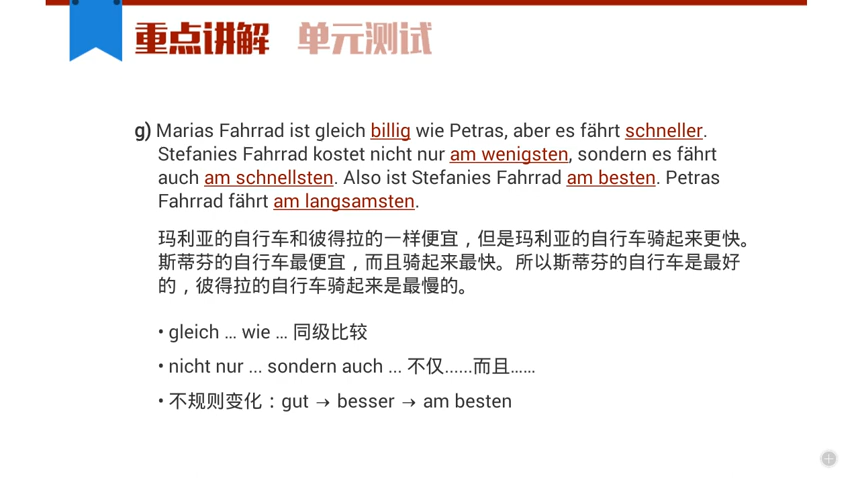 重点讲解 单元测试
g) Marias Fahrrad ist gleich billig wie Petras, aber es fährt schneller.
Stefanies Fahrrad kostet nicht nur am wenigsten, sondern es fährt
auch am schnellsten. Also ist Stefanies Fahrrad am besten. Petras
Fahrrad fährt am langsamsten.
玛利亚的自行车和彼得拉的一样便宜，但是玛利亚的自行车骑起来更快。
斯蒂芬的自行车最便宜，而且骑起来最快。所以斯蒂芬的自行车是最好
的，彼得拉的自行车骑起来是最慢的。
• gleich ... wie ... 同级比较
• nicht nur ... sondern auch ... 不仅......而且......
• 不规则变化：gut → besser → am besten